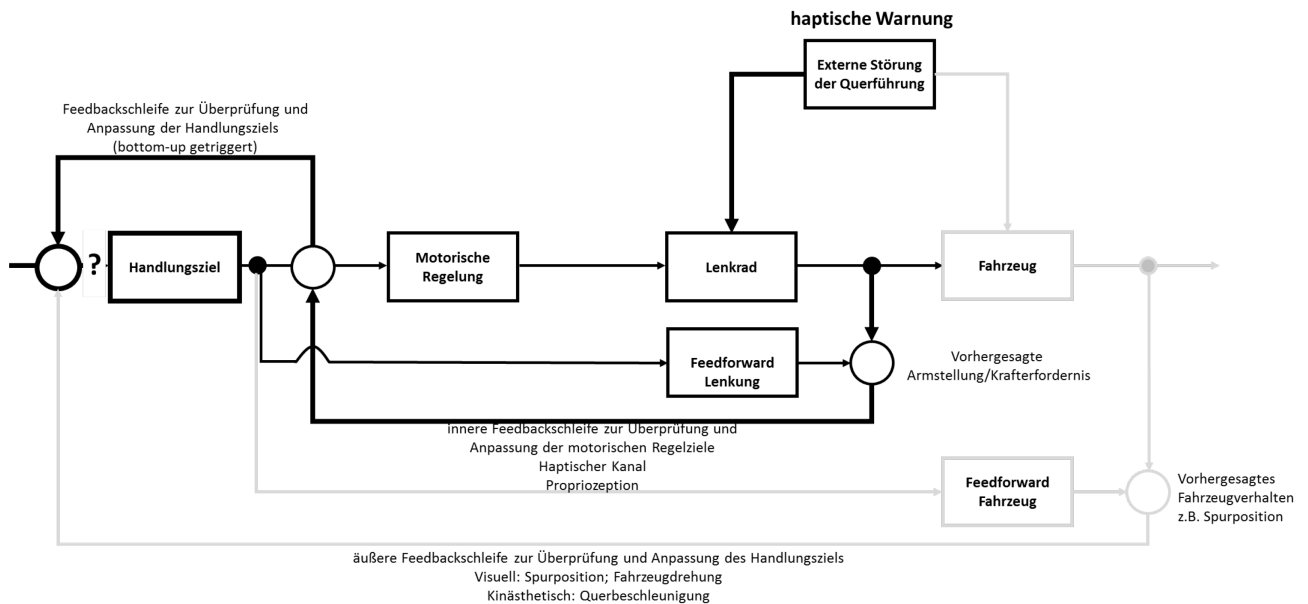 haptische Warnung
Externe Störung
der Querführung
Feedbackschleife zur Überprüfung und
Anpassung der Handlungsziels
(bottom-up getriggert)
?
Handlungsziel
Motorische
Regelung
Lenkrad
Fahrzeug
Feedforward
Lenkung
Vorhergesagte
Armstellung/Krafterfordernis
innere Feedbackschleife zur Überprüfung und
Anpassung der motorischen Regelziele
Haptischer Kanal
Propriozeption
Feedforward
Fahrzeug
Vorhergesagtes
Fahrzeugverhalten
z.B. Spurposition
äußere Feedbackschleife zur Überprüfung und Anpassung des Handlungsziels
Visuell: Spurposition; Fahrzeugdrehung
Kinästhetisch: Querbeschleunigung